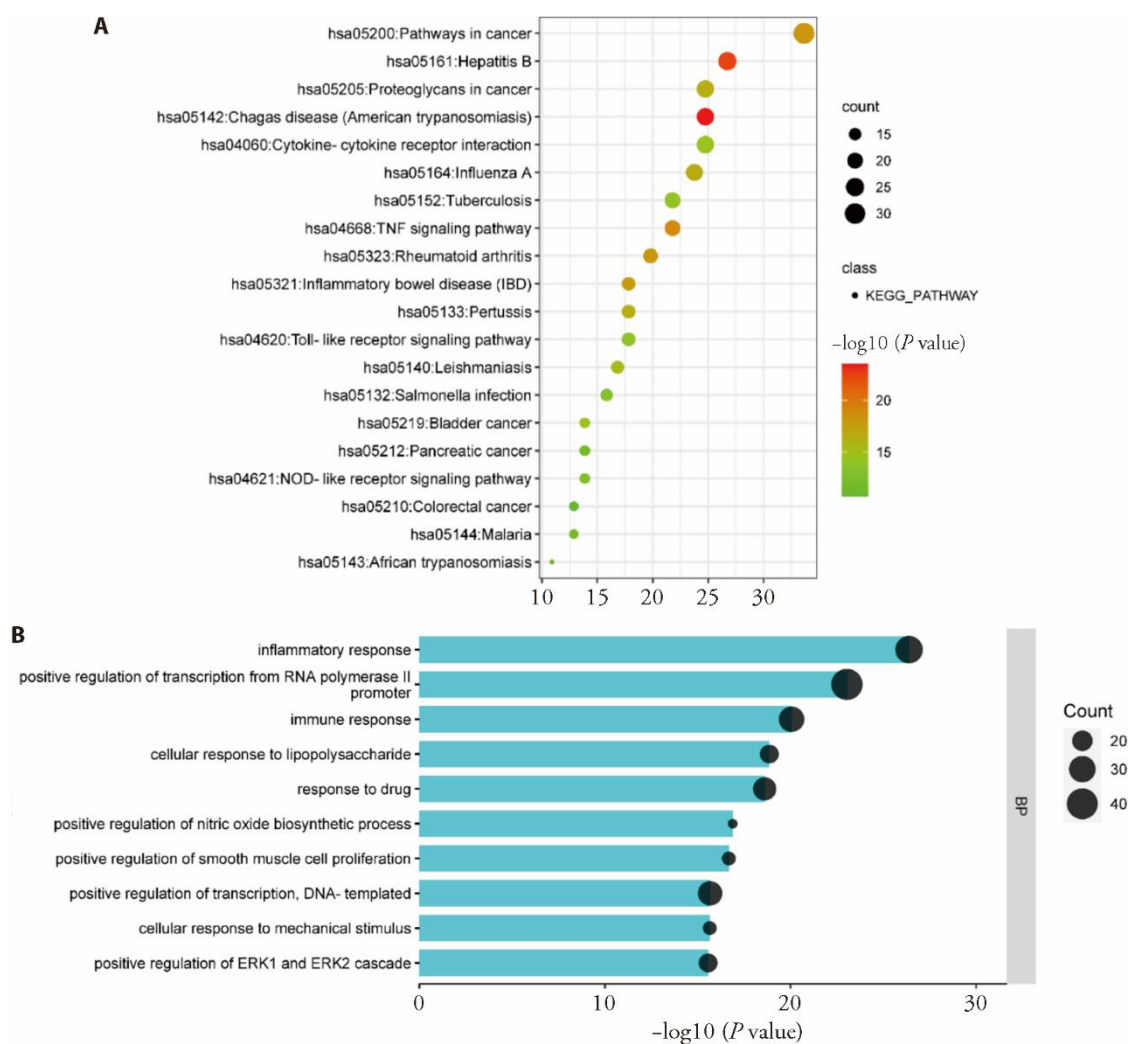 A
hsa05200:Pathways in cancer
hsa05161:Hepatitis B
hsa05205:Proteoglycans in cancer
hsa05142:Chagas disease (American trypanosomiasis)
hsa04060:Cytokine- cytokine receptor interaction
hsa05164:Influenza A
hsa05152:Tuberculosis
hsa04668:TNF signaling pathway
hsa05323:Rheumatoid arthritis
hsa05321:Inflammatory bowel disease (IBD)
hsa05133:Pertussis
hsa04620:Toll- like receptor signaling pathway
hsa05140:Leishmaniasis
hsa05132:Salmonella infection
hsa05219:Bladder cancer
hsa05212:Pancreatic cancer
hsa04621:NOD- like receptor signaling pathway
hsa05210:Colorectal cancer
hsa05144:Malaria
hsa05143:African trypanosomiasis
10 15 20 25 30
count
15
20
25
30
class
KEGG_PATHWAY
–log10 (P value)
20
15
B
inflammatory response
positive regulation of transcription from RNA polymerase II
promoter
immune response
cellular response to lipopolysaccharide
response to drug
positive regulation of nitric oxide biosynthetic process
positive regulation of smooth muscle cell proliferation
positive regulation of transcription, DNA- templated
cellular response to mechanical stimulus
positive regulation of ERK1 and ERK2 cascade
0 10 20 30
–log10 (P value)
BP
Count
20
30
40